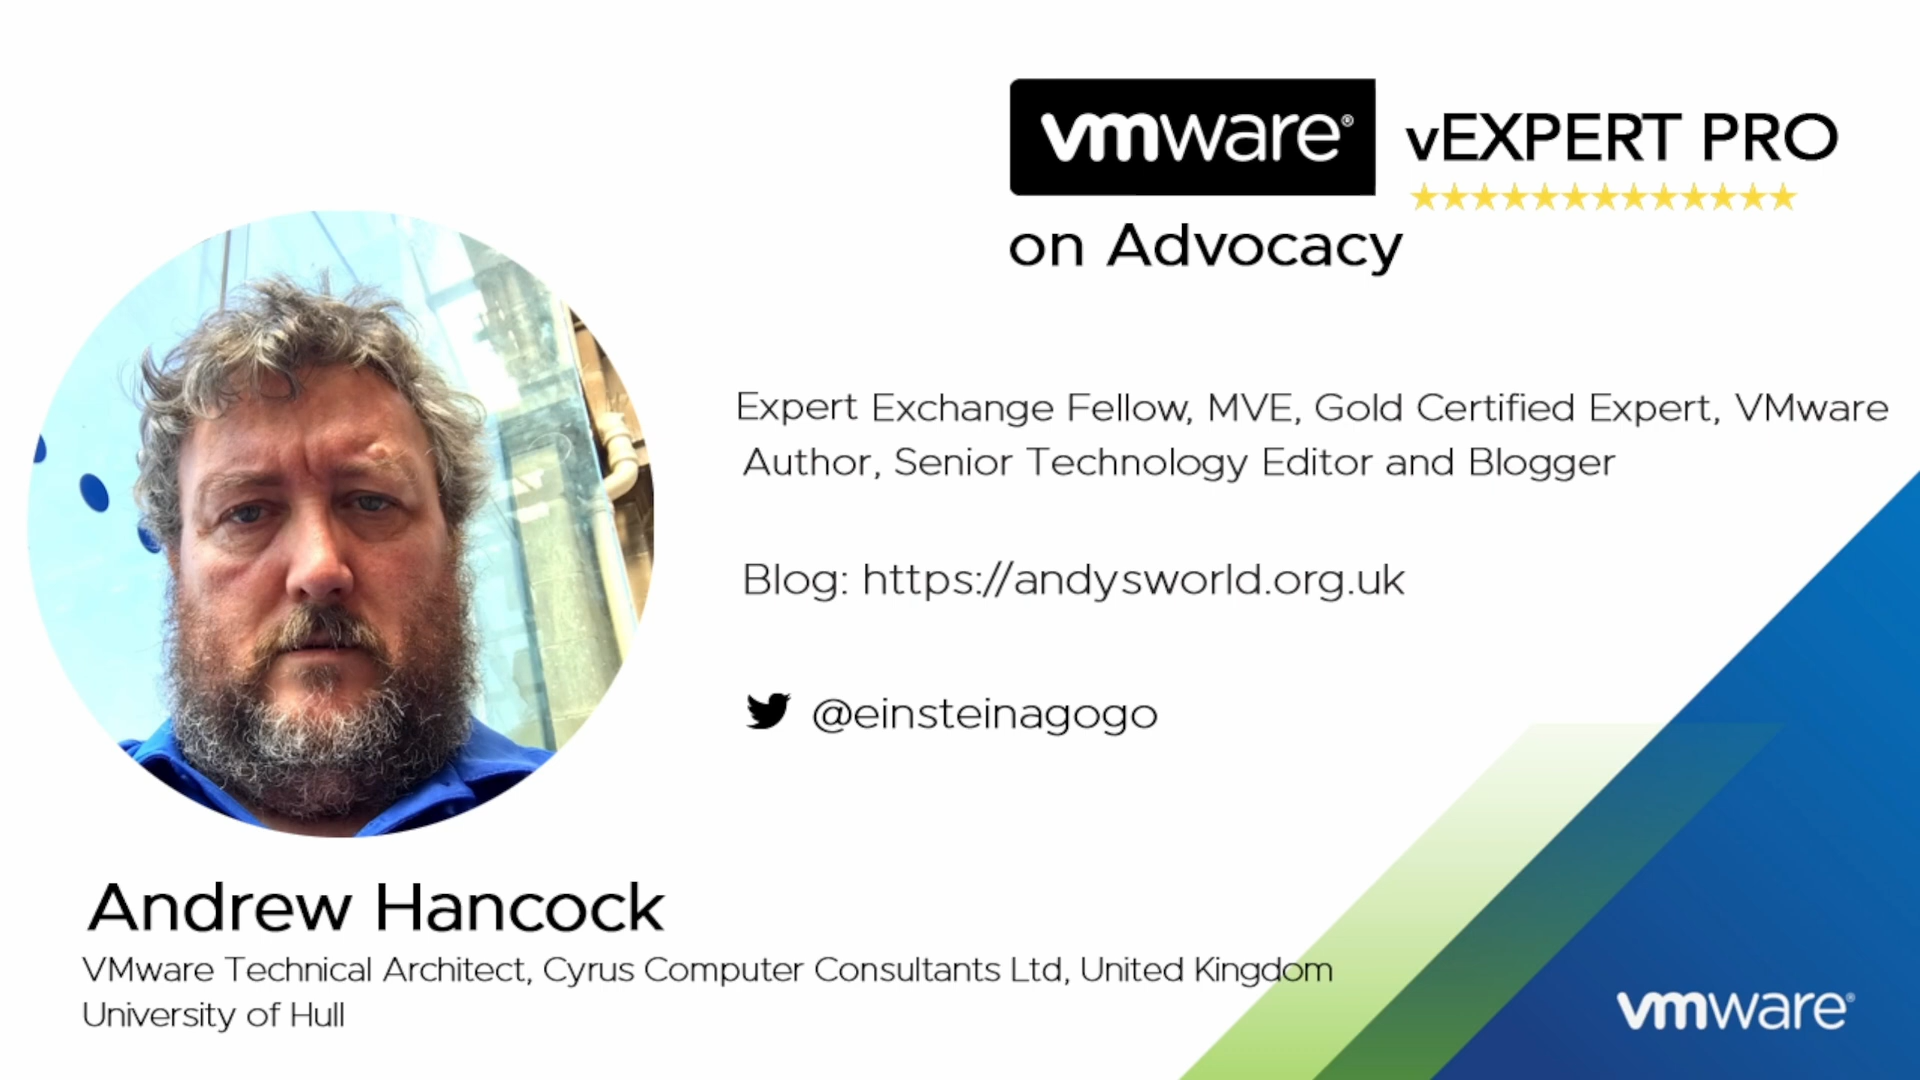 vmware® vEXPERT PRO
★★★★★★★★★★★★★
on Advocacy
Expert Exchange Fellow, MVE, Gold Certified Expert, VMware
Author, Senior Technology Editor and Blogger
Blog: https://andysworld.org.uk
@einsteinagogo
Andrew Hancock
VMware Technical Architect, Cyrus Computer Consultants Ltd, United Kingdom
University of Hull
vmware®